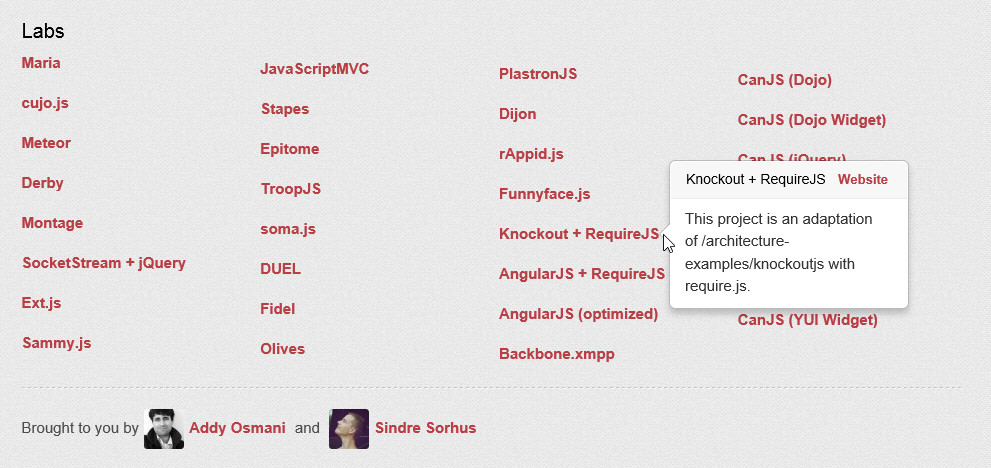 Labs
Maria
cujo.js
Meteor
Derby
Montage
SocketStream + jQuery
Ext.js
Sammy.js
JavaScriptMVC
Stapes
Epitome
TroopJS
soma.js
DUEL
Fidel
Olives
PlastronJS
Dijon
rAppid.js
Funnyface.js
Knockout + RequireJS
AngularJS + RequireJS
AngularJS (optimized)
Backbone.xmpp
CanJS (Dojo)
CanJS (Dojo Widget)
CanJS (jQuery)
Knockout + RequireJS Website
This project is an adaptation
of /architecture-
examples/knockoutjs with
require.js.
CanJS (YUI Widget)
Brought to you by Addy Osmani and Sindre Sorhus